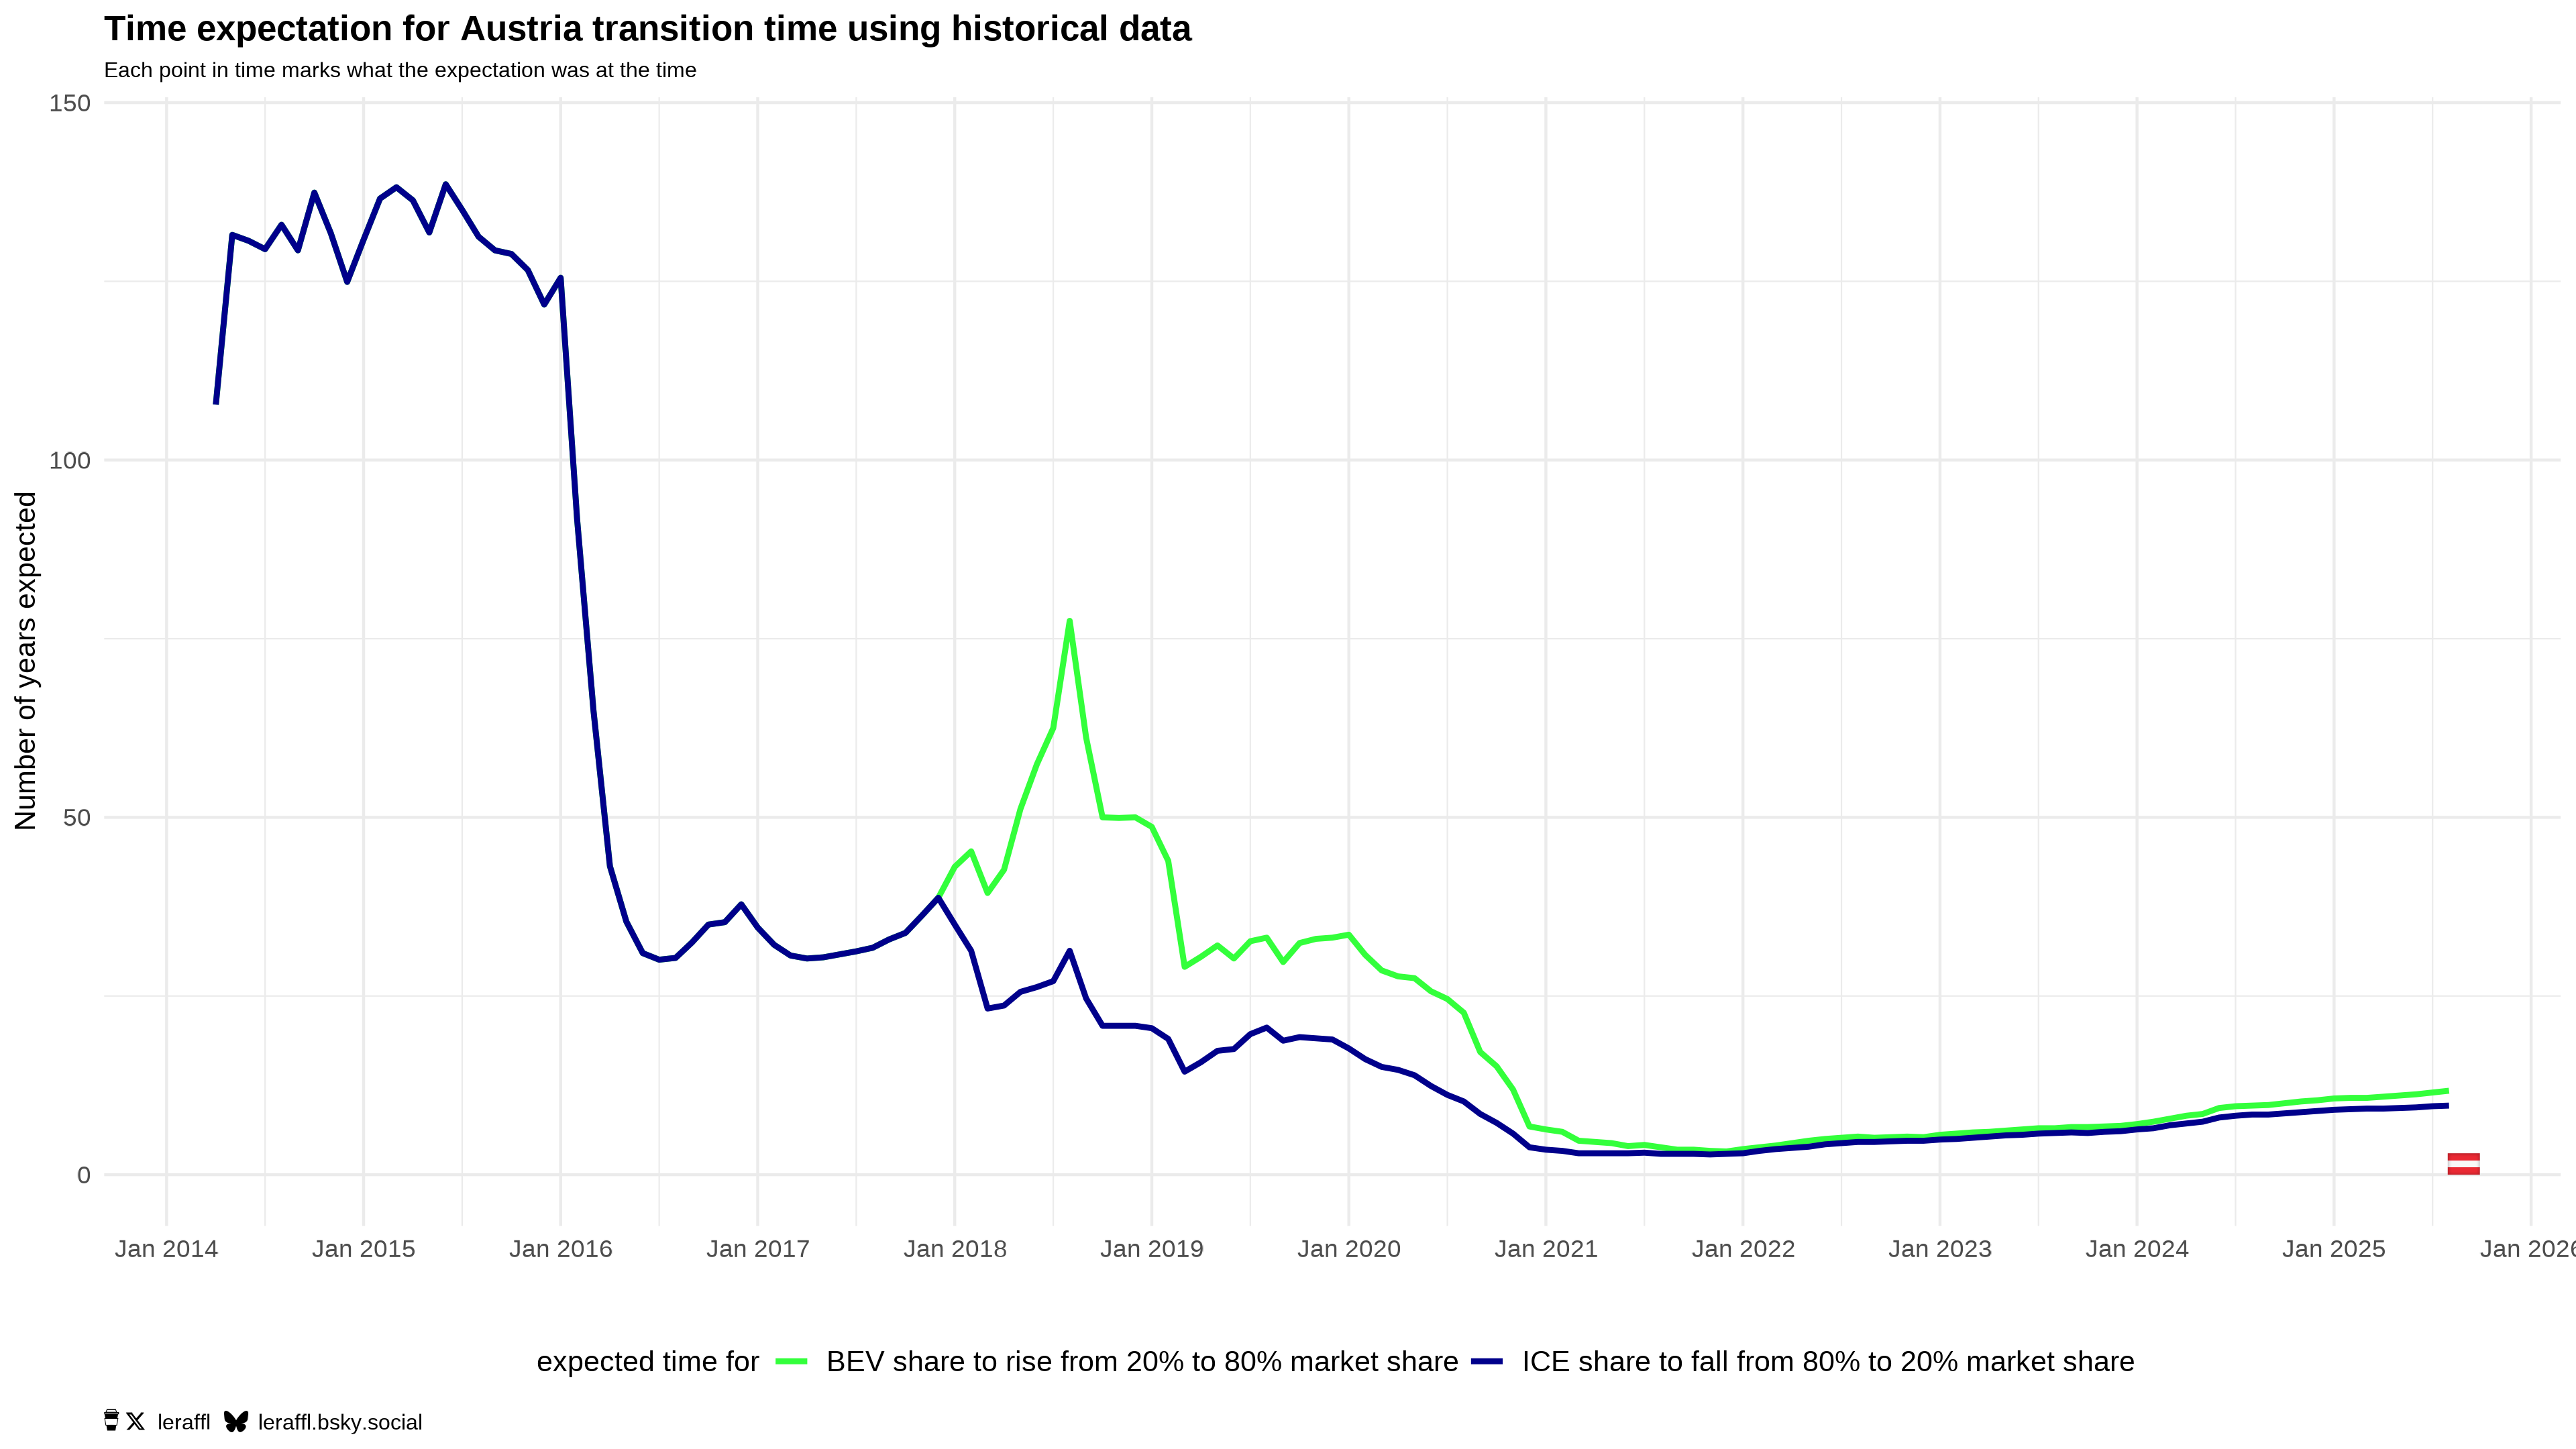 Time expectation for Austria transition time using historical data
Each point in time marks what the expectation was at the time
150
100
50
0
Number of years expected
Jan 2014 Jan 2015 Jan 2016 Jan 2017 Jan 2018 Jan 2019 Jan 2020 Jan 2021 Jan 2022 Jan 2023 Jan 2024 Jan 2025 Jan 2026
expected time for BEV share to rise from 20% to 80% market share ICE share to fall from 80% to 20% market share
leraffl leraffl.bsky.social